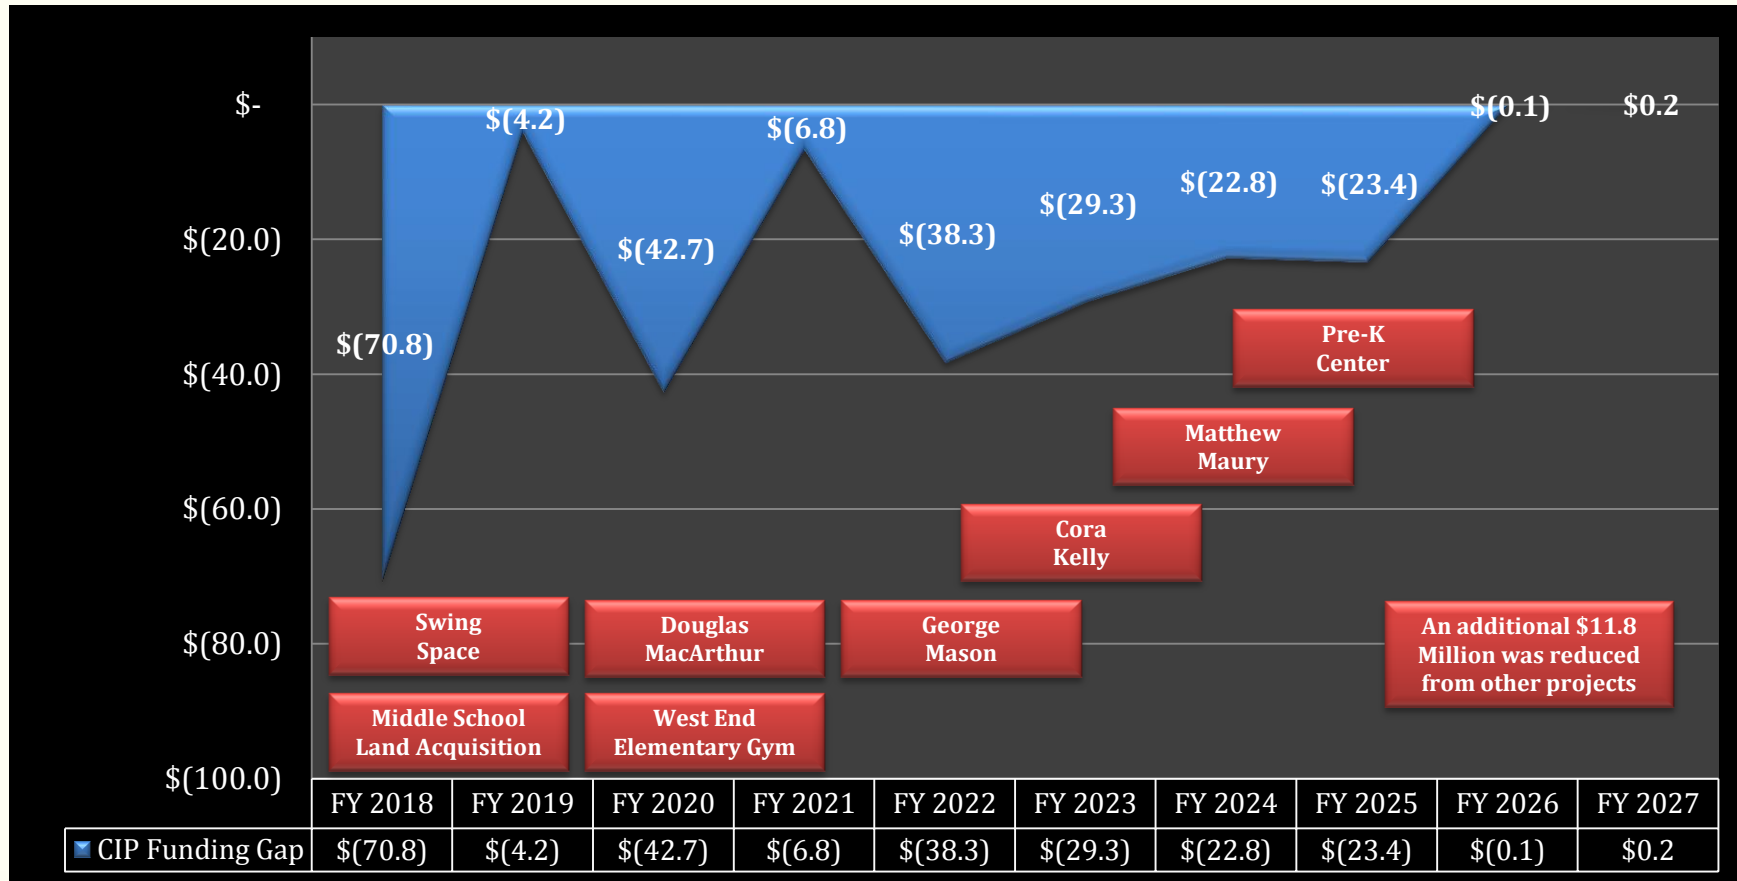 $-
$(20.0)
$(40.0)
$(60.0)
$(80.0)
$(100.0)
$(70.8)
$(4.2)
$(42.7)
$(6.8)
$(38.3)
$(29.3)
$(22.8)
$(23.4)
$(0.1)
$0.2
Pre-K
Center
Matthew
Maury
Cora
Kelly
Swing
Space
Douglas
MacArthur
George
Mason
An additional $11.8
Million was reduced
from other projects
Middle School
Land Acquisition
West End
Elementary Gym
FY 2018 FY 2019 FY 2020 FY 2021 FY 2022 FY 2023 FY 2024 FY 2025 FY 2026 FY 2027
CIP Funding Gap $(70.8) $(4.2) $(42.7) $(6.8) $(38.3) $(29.3) $(22.8) $(23.4) $(0.1) $0.2